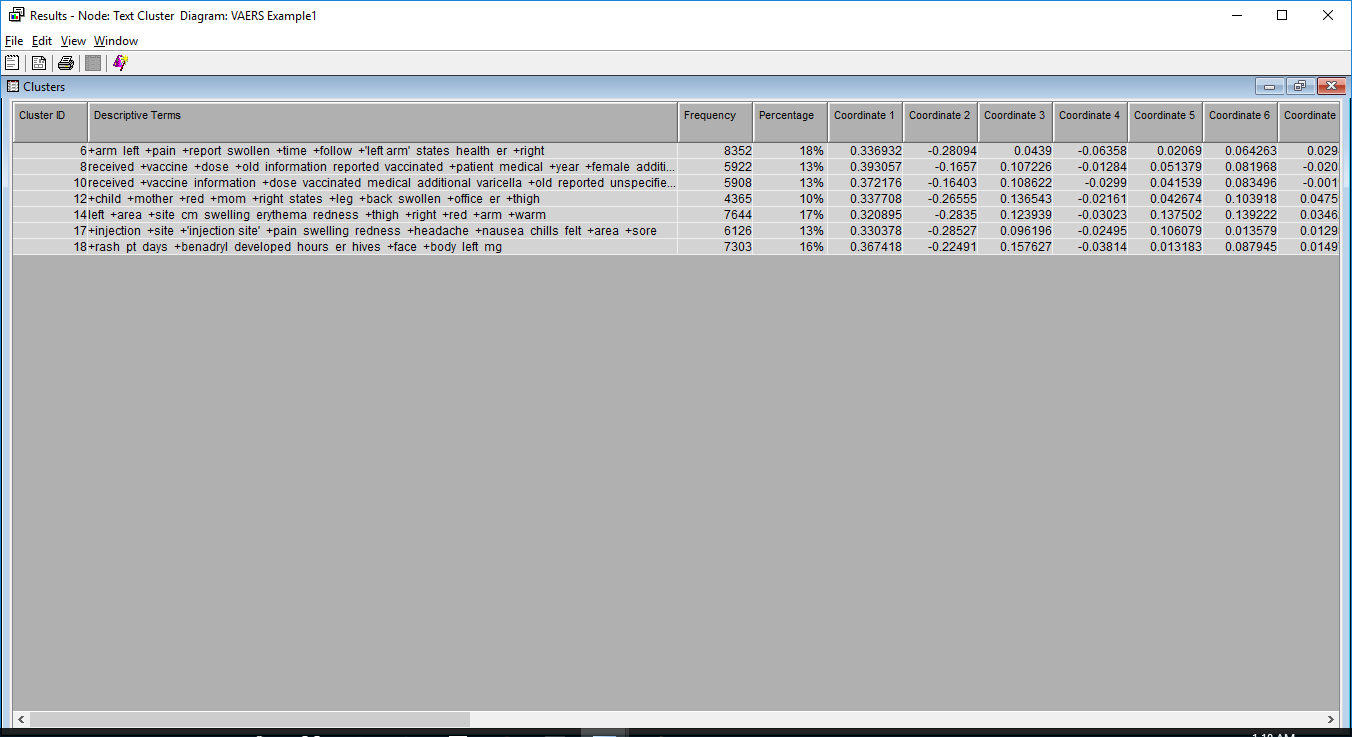 Results - Node: Text Cluster Diagram: VAERS Example1
File Edit View Window
Clusters
Cluster ID Descriptive Terms Frequency Percentage Coordinate 1 Coordinate 2 Coordinate 3 Coordinate 4 Coordinate 5 Coordinate 6 Coordinate
6 +arm left +pain +report swollen +time +follow +'left arm' states health er +right 8352 18% 0.336932 -0.28094 0.0439 -0.06358 0.02069 0.064263 0.029
8 received +vaccine +dose +old information reported vaccinated +patient medical +year +female additi... 5922 13% 0.393057 -0.1657 0.107226 -0.01284 0.051379 0.081968 -0.020
10 received +vaccine information +dose vaccinated medical additional varicella +old reported unspecifie... 5908 13% 0.372176 -0.16403 0.108622 -0.0299 0.041539 0.083496 -0.001
12 +child +mother +red +mom +right states +leg +back swollen +office er +thigh 4365 10% 0.337708 -0.26555 0.136543 -0.02161 0.042674 0.103918 0.0475
14 left +area +site cm swelling erythema redness +thigh +right +red +arm +warm 7644 17% 0.320895 -0.2835 0.123939 -0.03023 0.137502 0.139222 0.0346
17 +injection +site +'injection site' +pain swelling redness +headache +nausea chills felt +area +sore 6126 13% 0.330378 -0.28527 0.096196 -0.02495 0.106079 0.013579 0.0129
18 +rash pt days +benadryl developed hours er hives +face +body left mg 7303 16% 0.367418 -0.22491 0.157627 -0.03814 0.013183 0.087945 0.0149